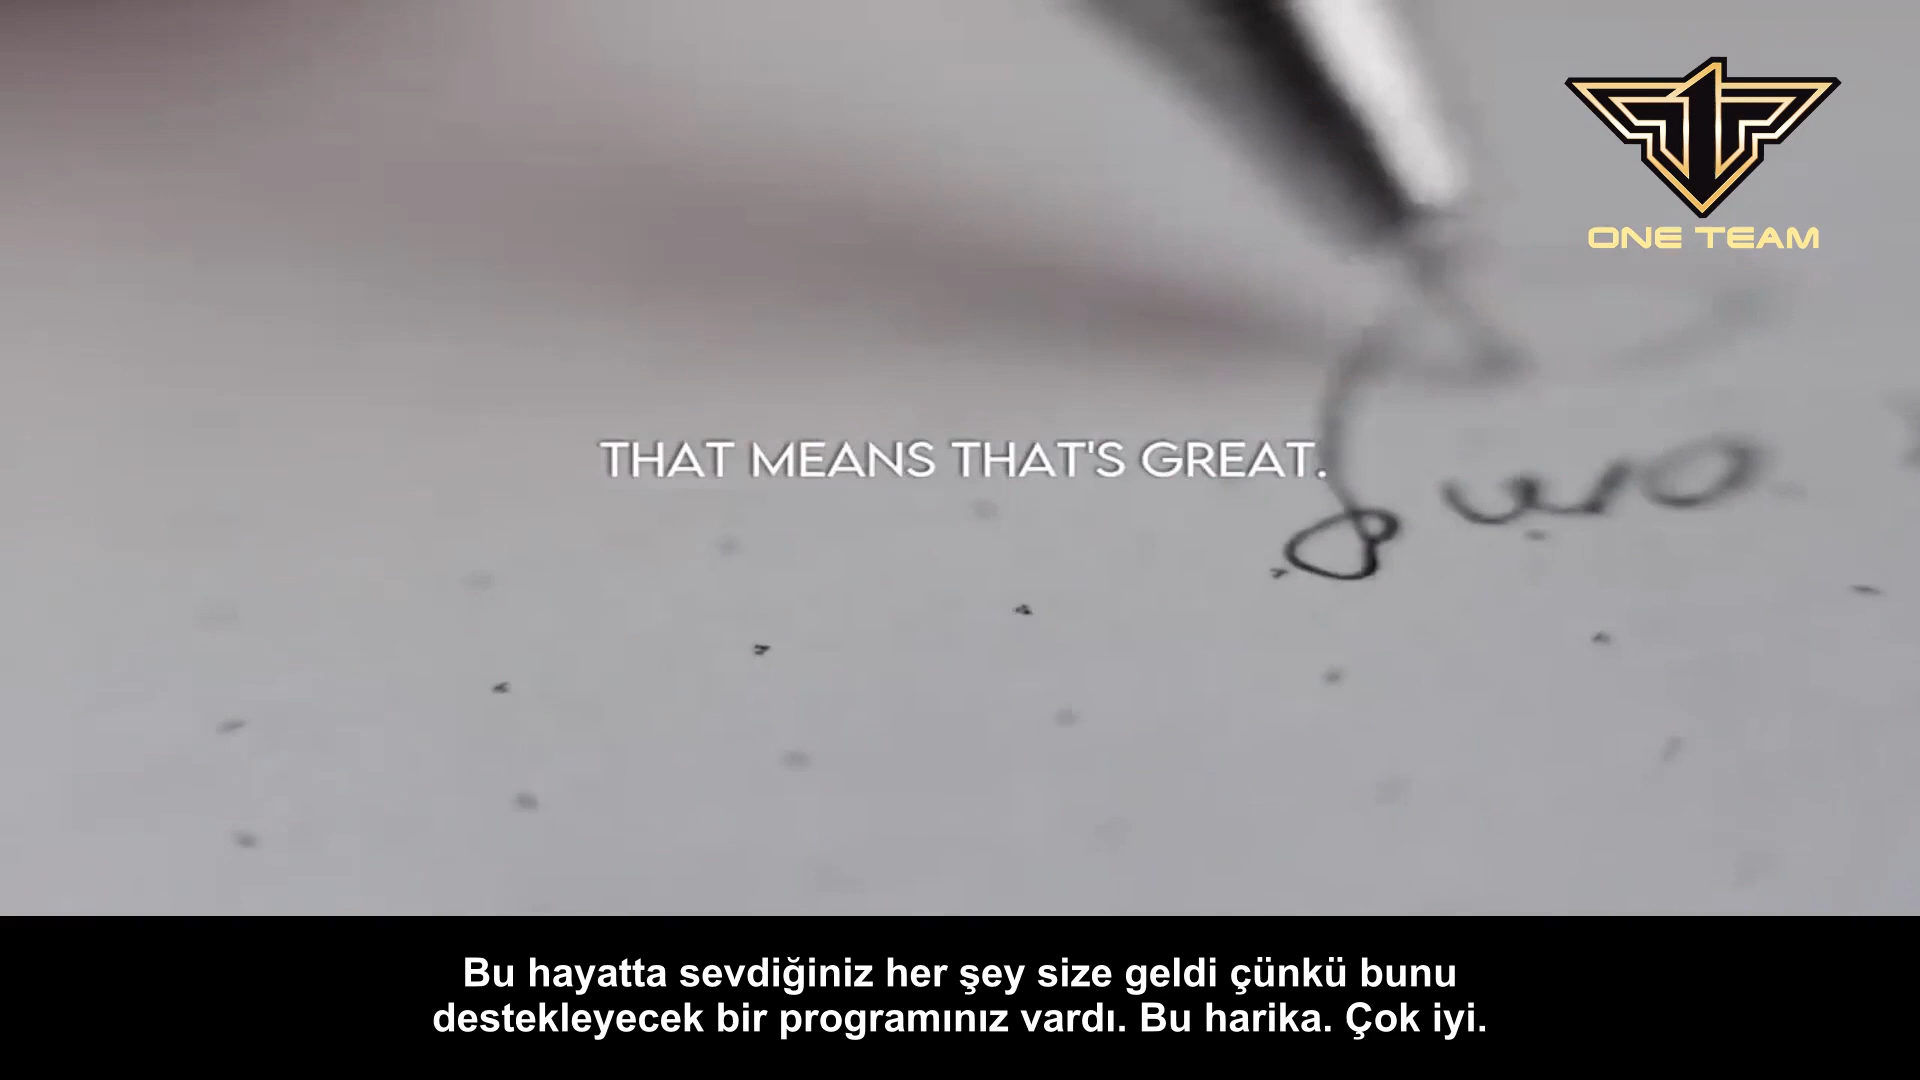 ONE TEAM
THAT MEANS THAT'S GREAT.
Bu hayatta sevdiğiniz her şey size geldi çünkü bunu
destekleyecek bir programınız vardı. Bu harika. Çok iyi.